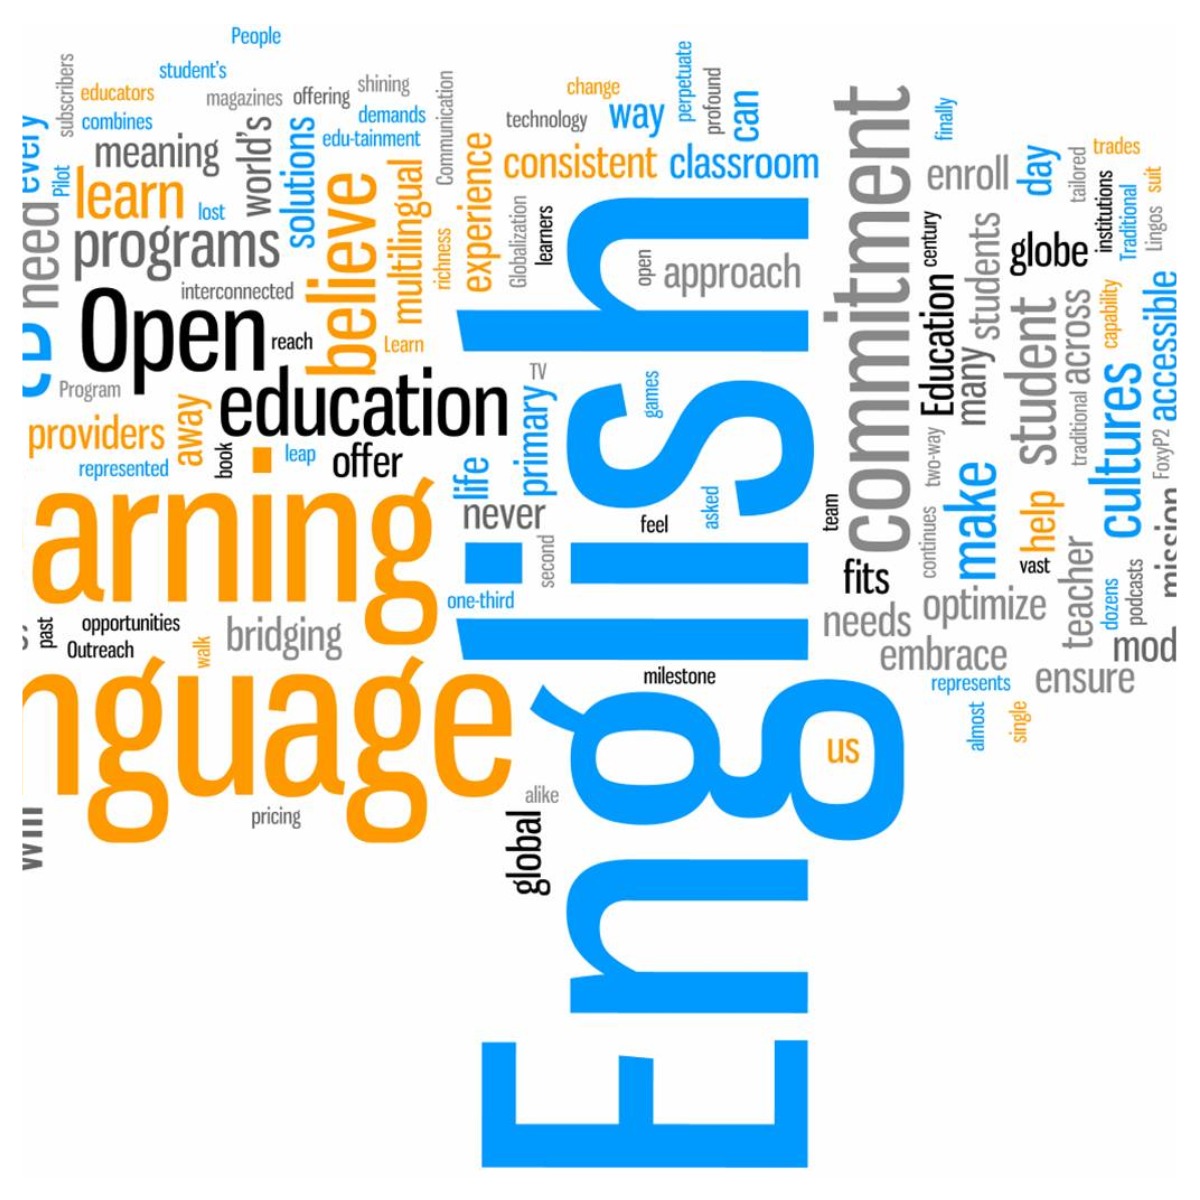 People
subscribers
student's
educators
magazines
offering
shining
combines
demands
edu-tainment
Communication
every
Pilot
meaning
world's
solutions
learn
lost
believe
multilingual
richness
experience
need
programs
interconnected
Open
reach
Learn
Program
education
providers
away
represented
book
leap
offer
arning
past
opportunities
Outreach
walk
bridging
nguage
pricing
change
technology
way
perpetuate
profound
can
consistent
classroom
Globalization
learners
open
approach
TV
primary
games
life
never
second
feel
asked
one-third
English
milestone
us
alike
global
commitment
finally
enroll
day
tailored
trades
suit
century
students
globe
institutions
Traditional
Lingos
Education
many
student
across
traditional
capability
accessible
cultures
FoxyP2
two-way
team
continues
make
help
vast
fits
teacher
dozens
podcasts
mission
needs
optimize
embrace
mod
represents
ensure
almost
single